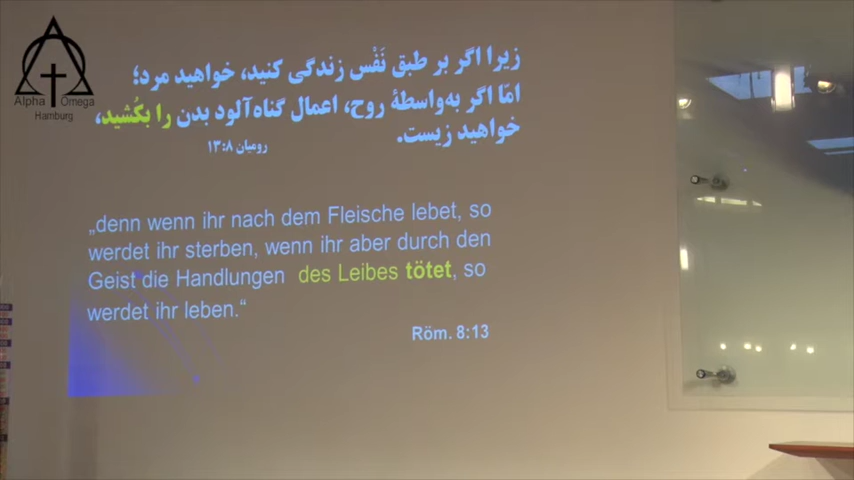 Alpha Omega
Hamburg
زیرا اگر بر طبق نَفْس زندگی کنید، خواهید مرد؛
امّا اگر به‌واسطهٔ روح، اعمال گناه‌آلود بدن را بکُشید،
خواهید زیست.
رومیان ۸:‏۱۳
„denn wenn ihr nach dem Fleische lebet, so
werdet ihr sterben, wenn ihr aber durch den
Geist die Handlungen des Leibes tötet, so
werdet ihr leben.“
Röm. 8:13